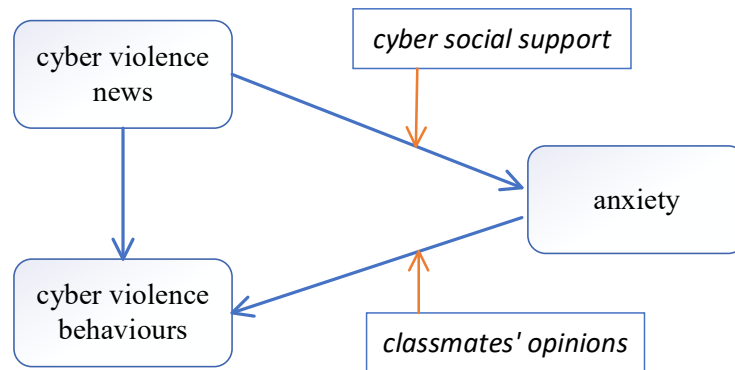 cyber social support
cyber violence
news
anxiety
cyber violence
behaviours
classmates' opinions